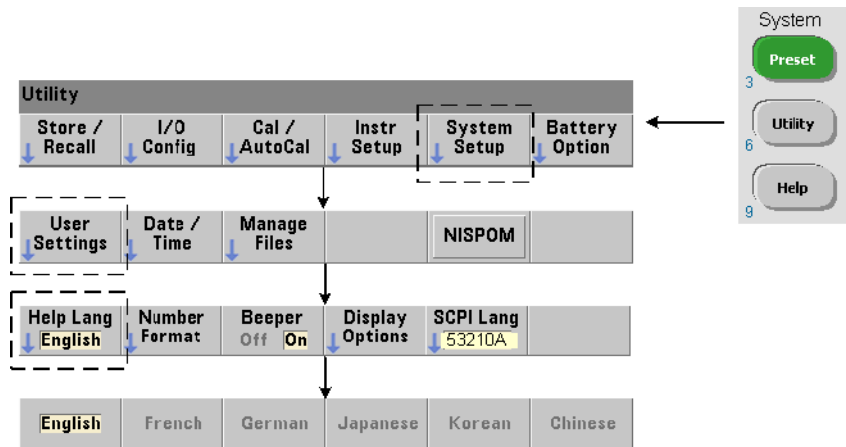 System
Preset
3
Utility
6
Help
9
Utility
Store / Recall
I/O Config
Cal / AutoCal
Instr Setup
System Setup
Battery Option
User Settings
Date / Time
Manage Files
NISPOM
Help Lang
English
Number Format
Beeper
Off On
Display Options
SCPI Lang
53210A
English
French
German
Japanese
Korean
Chinese